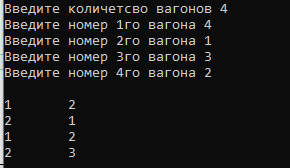 Введите количетсво вагонов 4
Введите номер 1го вагона 4
Введите номер 2го вагона 1
Введите номер 3го вагона 3
Введите номер 4го вагона 2
1 2
2 1
1 2
2 3